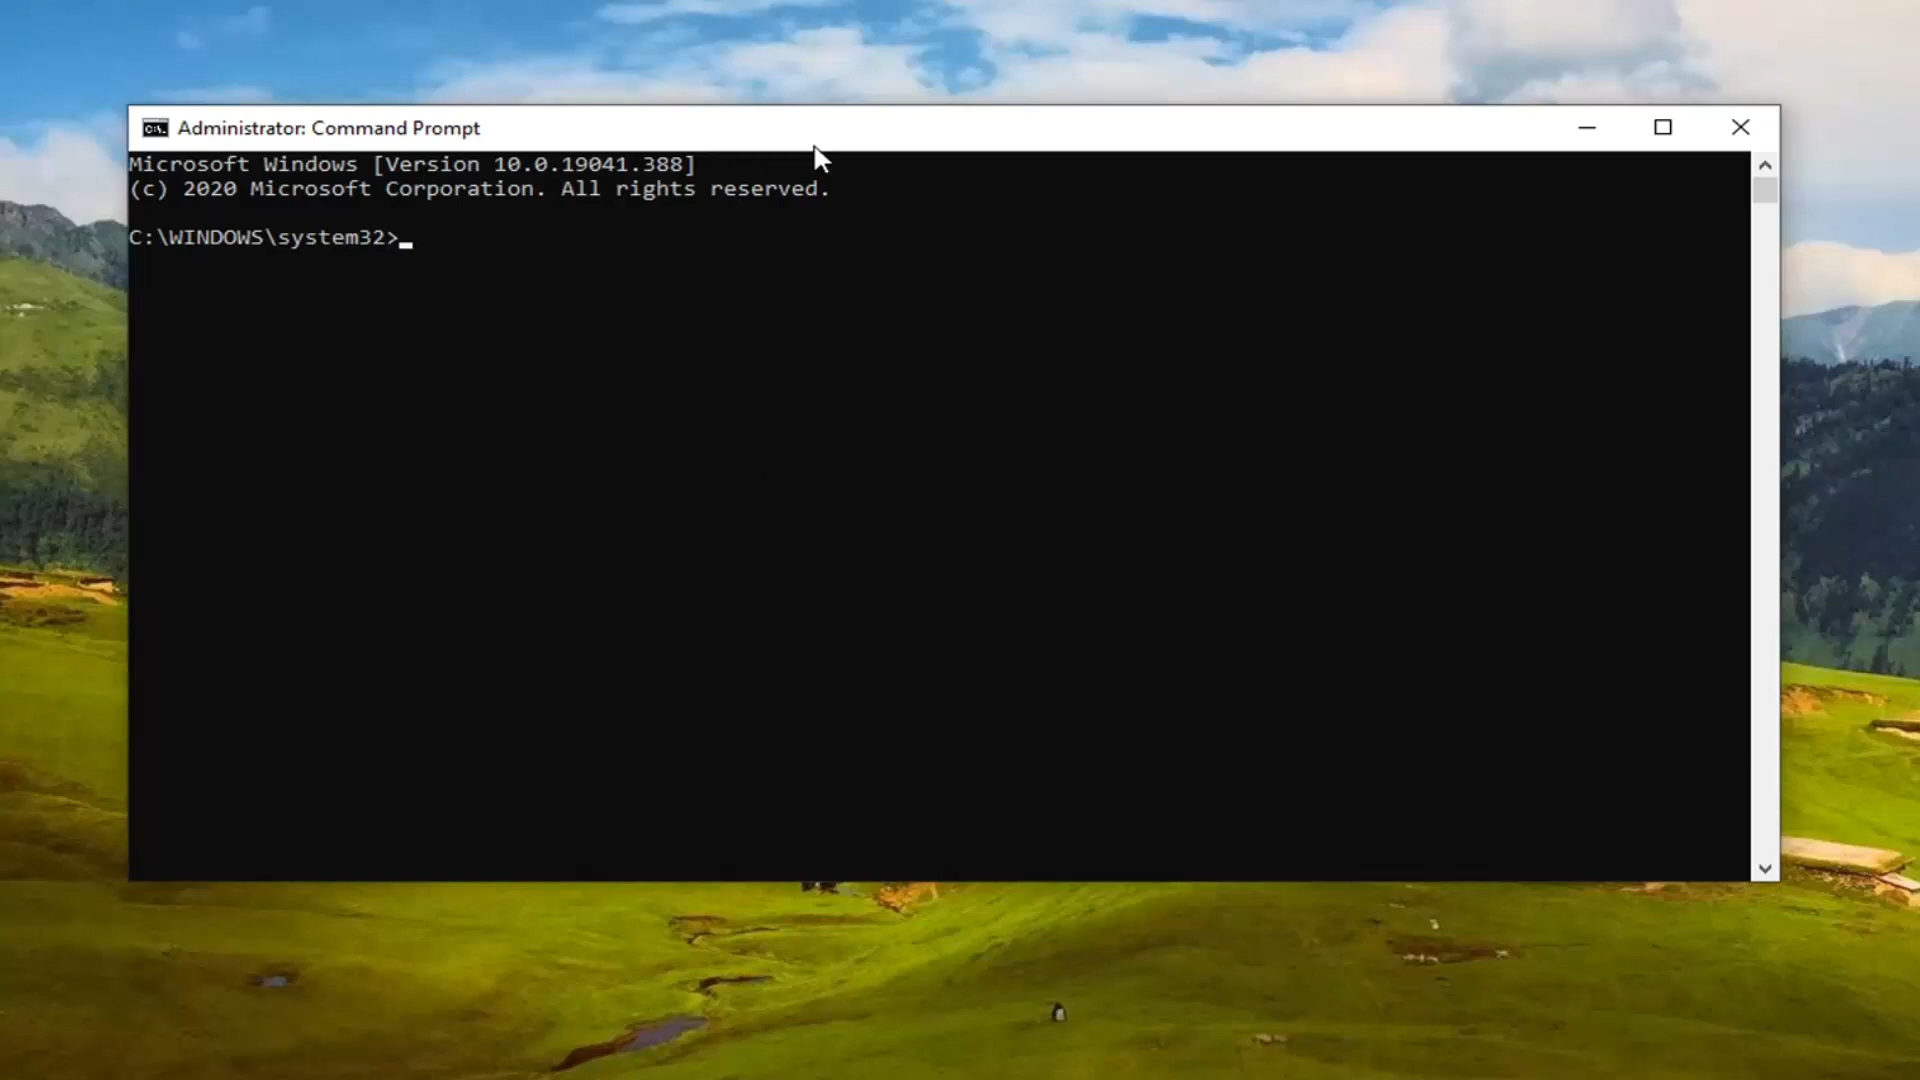 Administrator: Command Prompt
Microsoft Windows [Version 10.0.19041.388]
(c) 2020 Microsoft Corporation. All rights reserved.
C:\WINDOWS\system32>